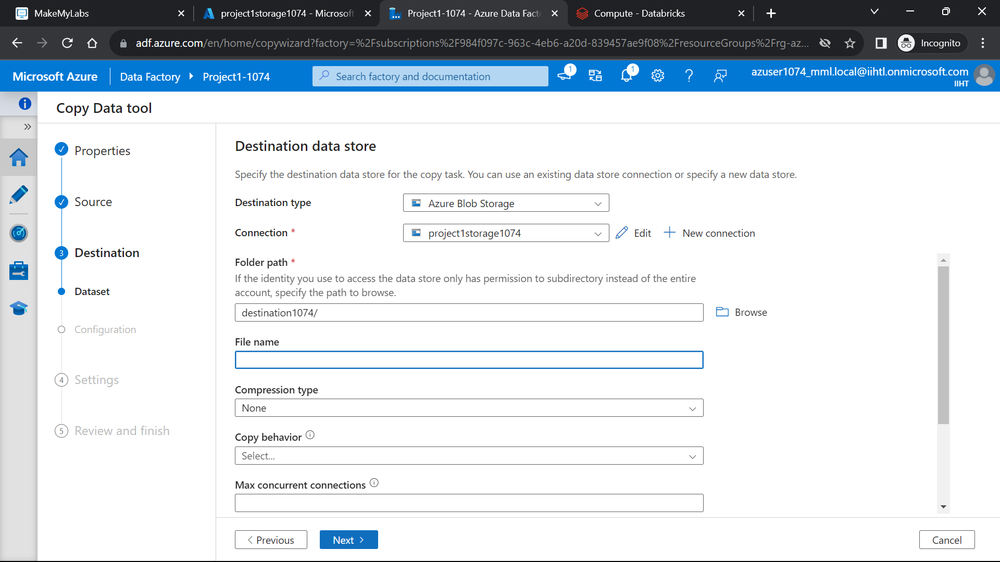 MakeMyLabs
project1storage1074 - Microsoft
Project1-1074 - Azure Data Facto
Compute - Databricks
adf.azure.com/en/home/copywizard?factory=%2Fsubscriptions%2F984f097c-963c-4eb6-a20d-839457ae9f08%2FresourceGroups%2Frg-az...
Incognito
Microsoft Azure
Data Factory
Project1-1074
Search factory and documentation
1
1
azuser1074_mml.local@iihtl.onmicrosoft.com
IIHT
Copy Data tool
Properties
Source
3 Destination
Dataset
Configuration
4 Settings
5 Review and finish
Destination data store
Specify the destination data store for the copy task. You can use an existing data store connection or specify a new data store.
Destination type
Azure Blob Storage
Connection *
project1storage1074
Edit
New connection
Folder path *
If the identity you use to access the data store only has permission to subdirectory instead of the entire
account, specify the path to browse.
destination1074/
Browse
File name
Compression type
None
Copy behavior
Select...
Max concurrent connections
< Previous
Next >
Cancel